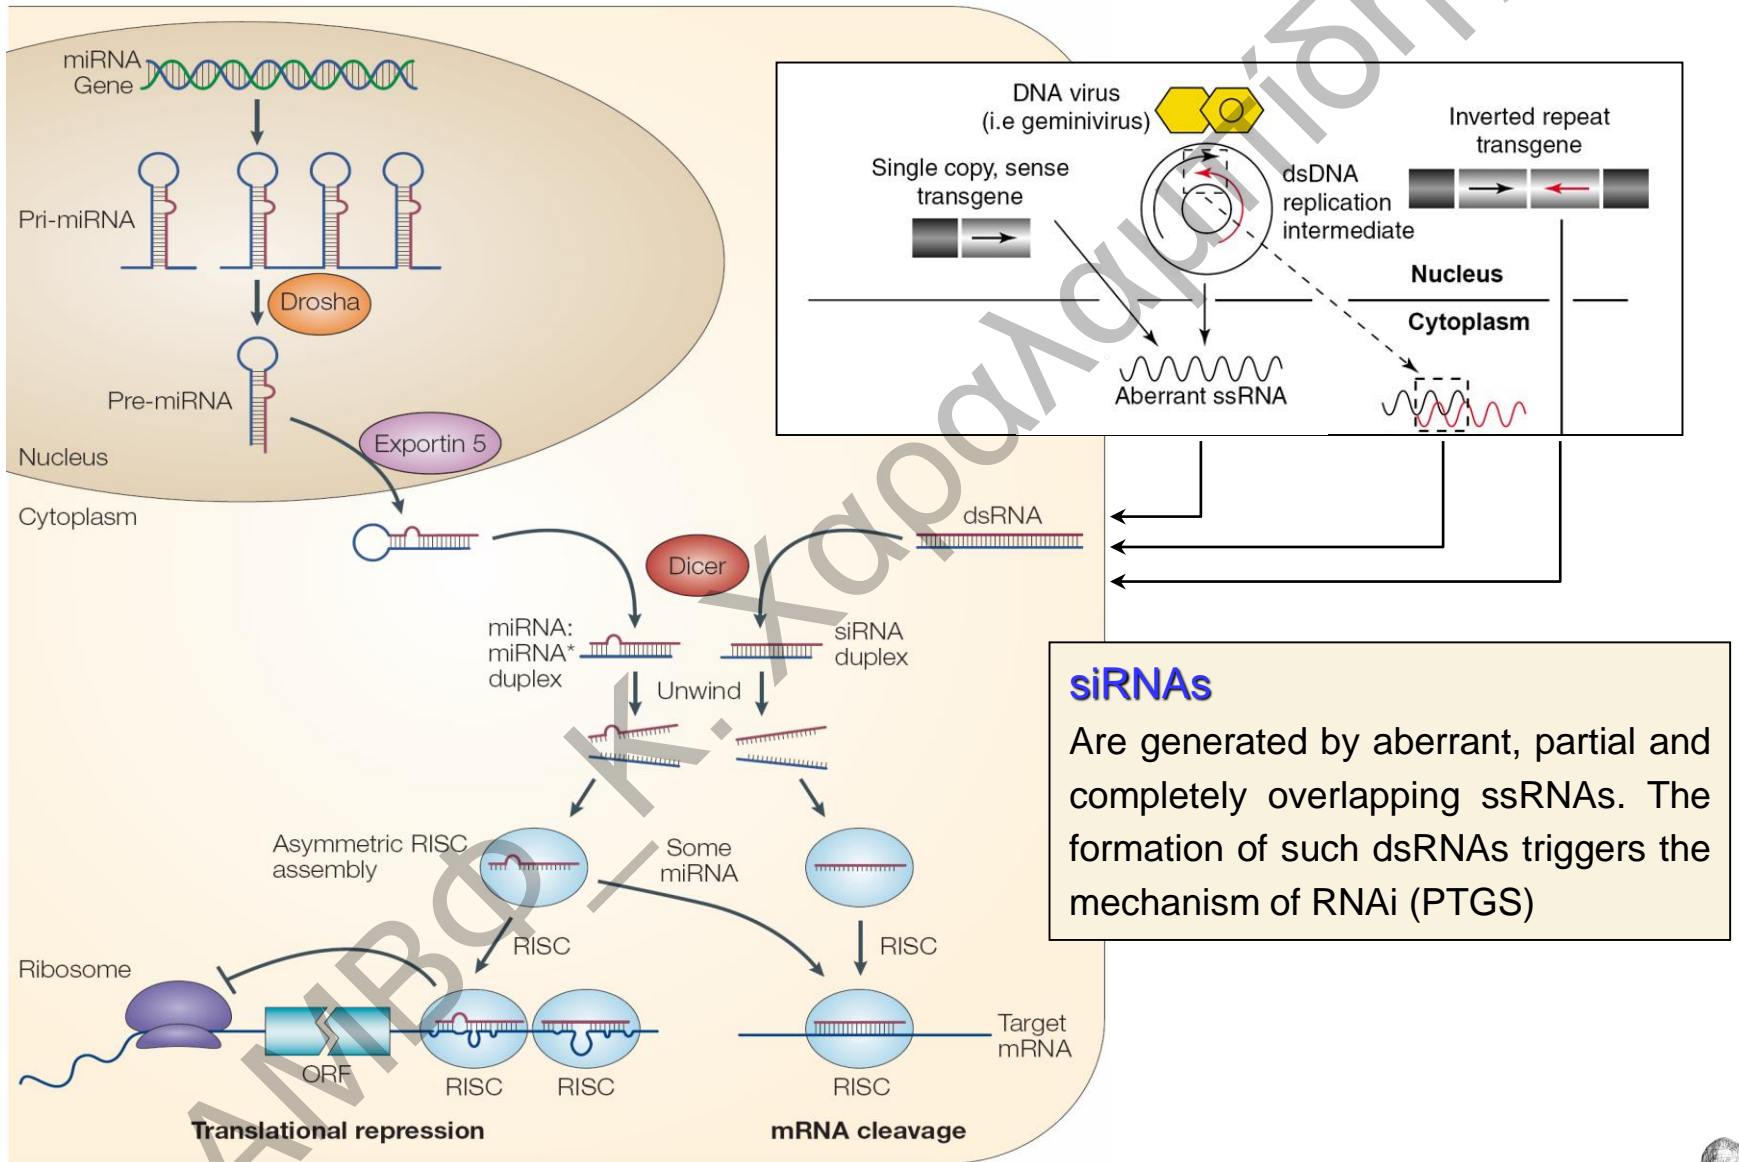 miRNA
Gene
Pri-miRNA
Drosha
Pre-miRNA
Exportin 5
Nucleus
Cytoplasm
DNA virus
(i.e geminivirus)
Single copy, sense
transgene
dsDNA
replication
intermediate
Inverted repeat
transgene
Nucleus
Cytoplasm
Aberrant ssRNA
dsRNA
Dicer
miRNA:
miRNA*
duplex
siRNA
duplex
Unwind
Asymmetric RISC
assembly
Some
miRNA
RISC
RISC
Ribosome
ORF
RISC
RISC
RISC
Target
mRNA
Translational repression
mRNA cleavage
siRNAs
Are generated by aberrant, partial and
completely overlapping ssRNAs. The
formation of such dsRNAs triggers the
mechanism of RNAi (PTGS)
ΑΜΒΦ_Κ. Χαραλαμπίδη